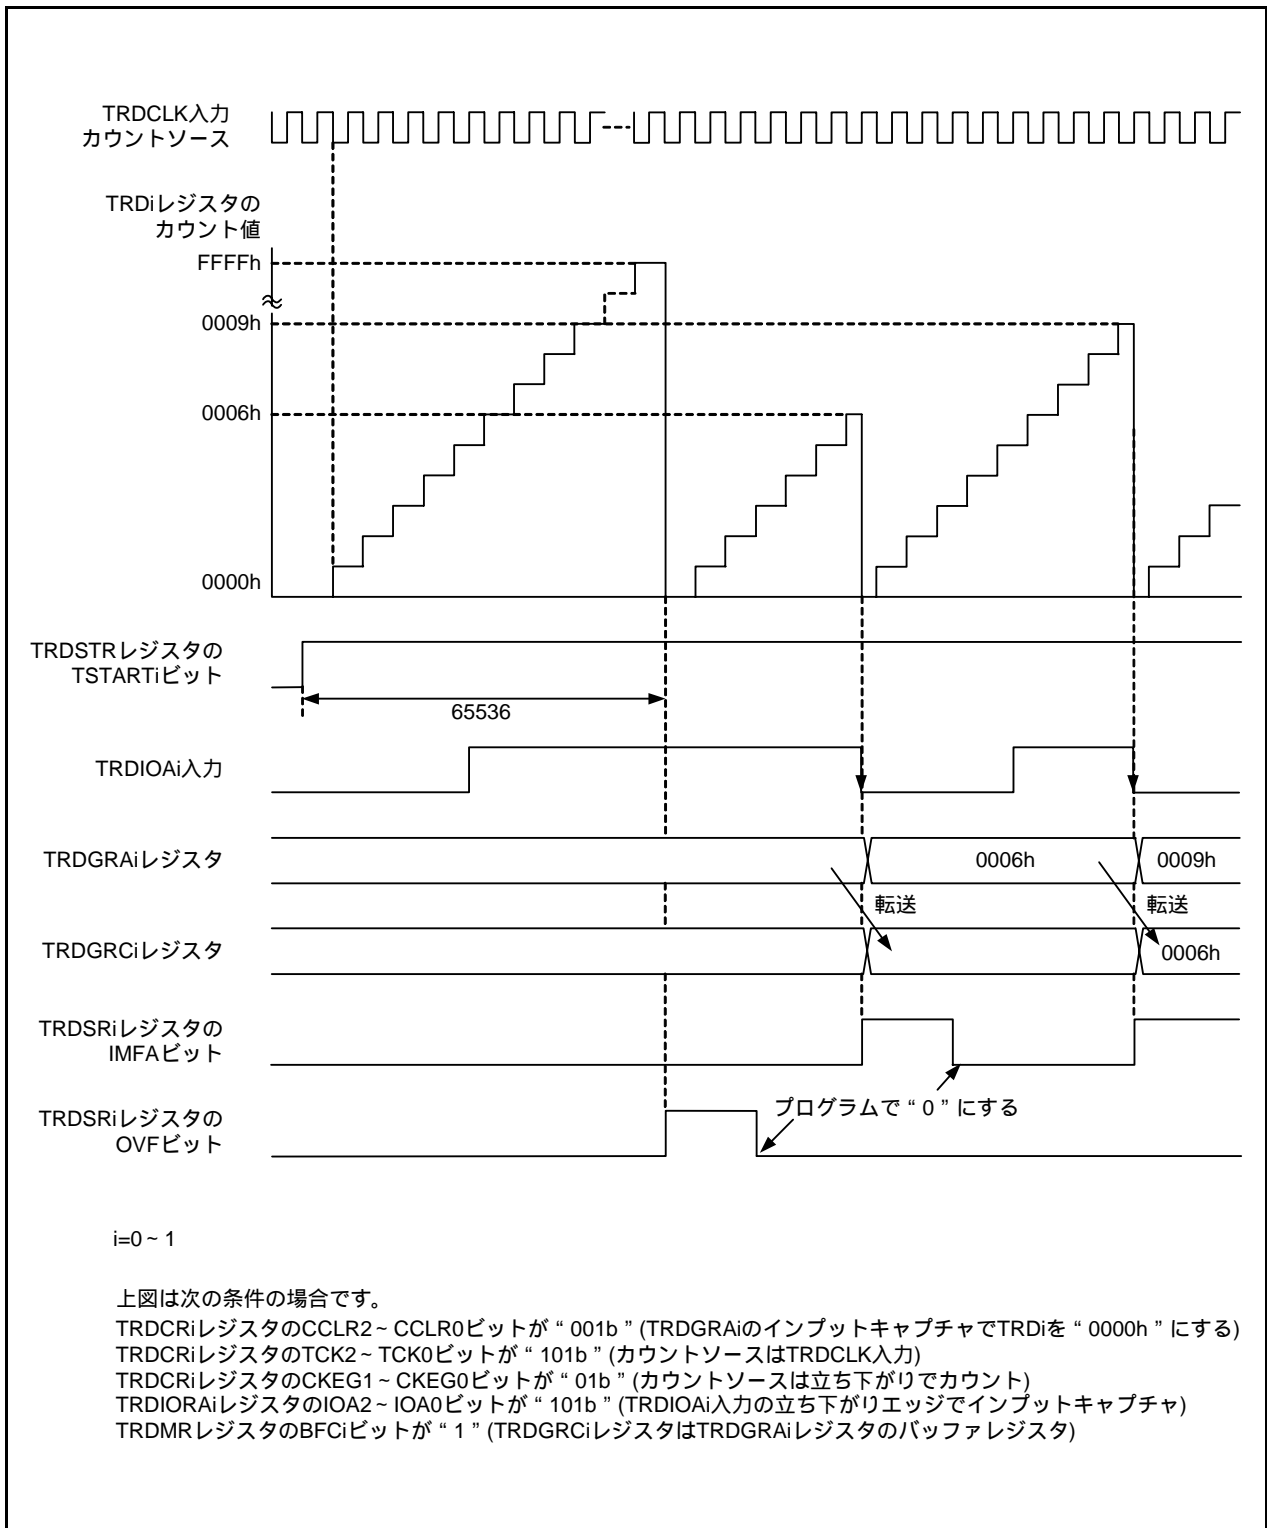 TRDCLK入力
カウントソース
TRDiレジスタの
カウント値
FFFFh
0009h
0006h
0000h
TRDSTRレジスタの
TSTARTiビット
65536
TRDIOAi入力
TRDGRAiレジスタ
0006h
0009h
転送
転送
TRDGRCiレジスタ
0006h
TRDSRiレジスタの
IMFAビット
プログラムで“0”にする
TRDSRiレジスタの
OVFビット
i=0~1
上図は次の条件の場合です。
TRDCRiレジスタのCCLR2~CCLR0ビットが“001b”(TRDGRAiのインプットキャプチャでTRDiを“0000h”にする)
TRDCRiレジスタのTCK2~TCK0ビットが“101b”(カウントソースはTRDCLK入力)
TRDCRiレジスタのCKEG1~CKEG0ビットが“01b”(カウントソースは立ち下がりでカウント)
TRDIORAiレジスタのIOA2~IOA0ビットが“101b”(TRDIOAi入力の立ち下がりエッジでインプットキャプチャ)
TRDMRレジスタのBFCiビットが“1”(TRDGRCiレジスタはTRDGRAiレジスタのバッファレジスタ)